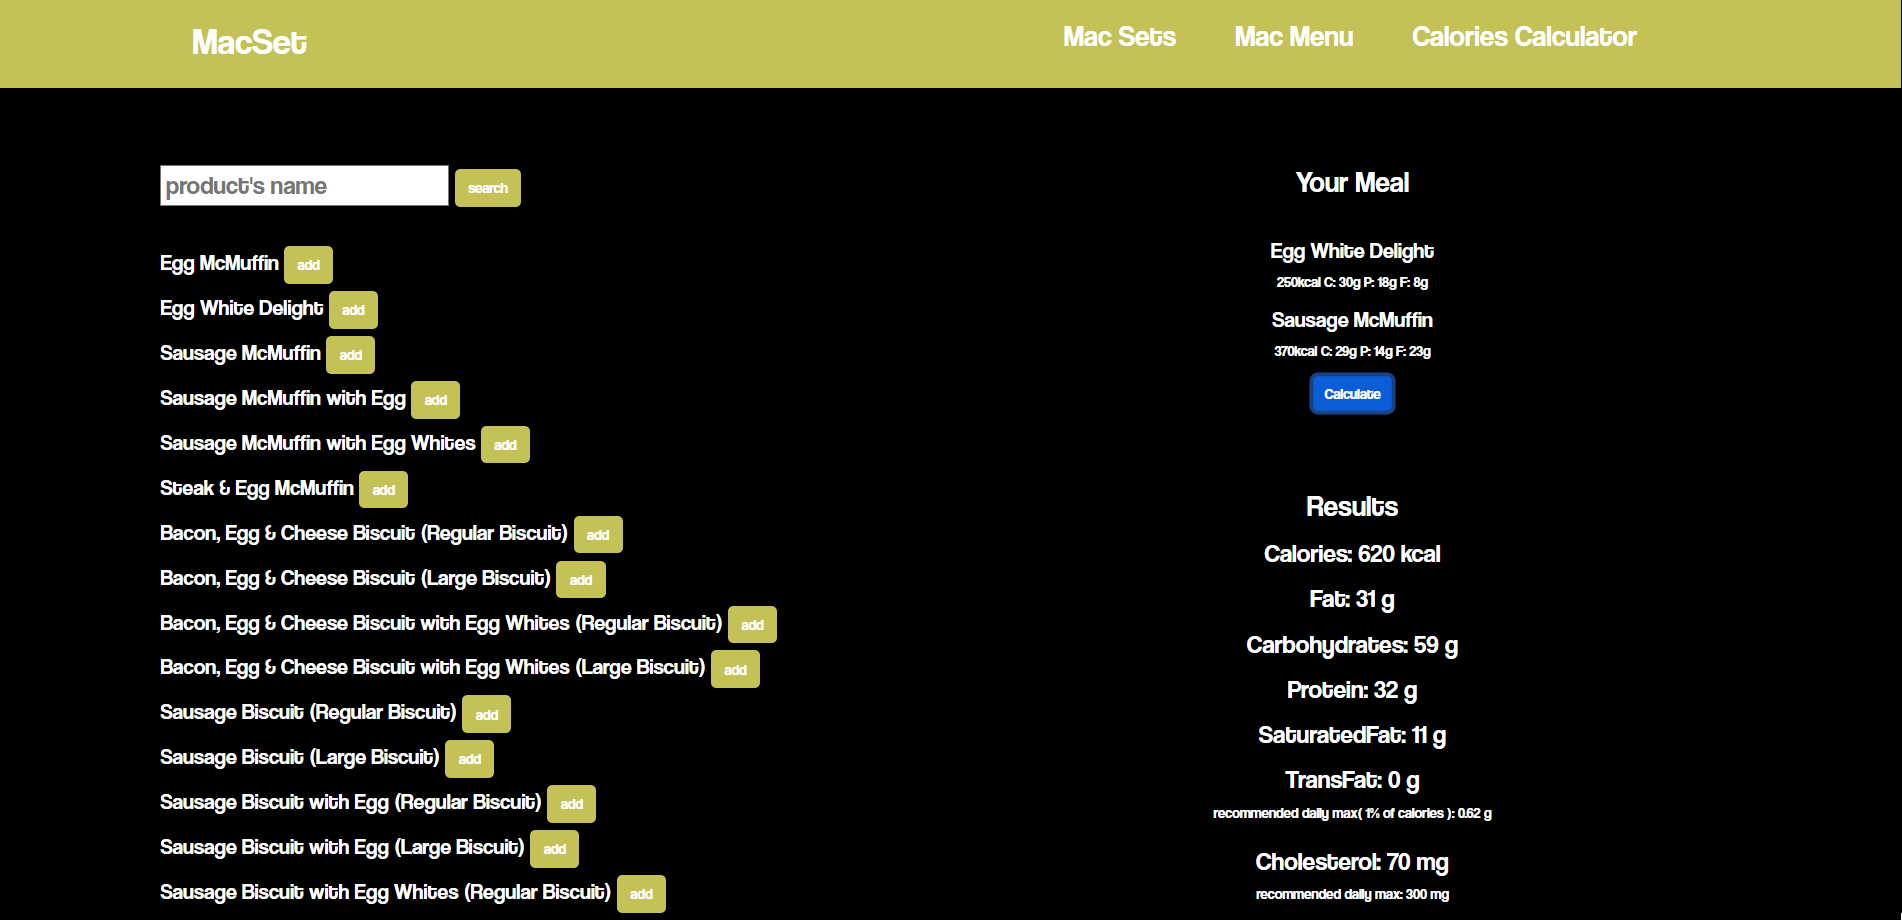 MacSet
Mac Sets
Mac Menu
Calories Calculator
product's name
search
Egg McMuffin add
Egg White Delight add
Sausage McMuffin add
Sausage McMuffin with Egg add
Sausage McMuffin with Egg Whites add
Steak & Egg McMuffin add
Bacon, Egg & Cheese Biscuit (Regular Biscuit) add
Bacon, Egg & Cheese Biscuit (Large Biscuit) add
Bacon, Egg & Cheese Biscuit with Egg Whites (Regular Biscuit) add
Bacon, Egg & Cheese Biscuit with Egg Whites (Large Biscuit) add
Sausage Biscuit (Regular Biscuit) add
Sausage Biscuit (Large Biscuit) add
Sausage Biscuit with Egg (Regular Biscuit) add
Sausage Biscuit with Egg (Large Biscuit) add
Sausage Biscuit with Egg Whites (Regular Biscuit) add
Your Meal
Egg White Delight
250kcal C: 30g P: 18g F: 8g
Sausage McMuffin
370kcal C: 29g P: 14g F: 23g
Calculate
Results
Calories: 620 kcal
Fat: 31 g
Carbohydrates: 59 g
Protein: 32 g
SaturatedFat: 11 g
TransFat: 0 g
recommended daily max( 1% of calories ): 0.62 g
Cholesterol: 70 mg
recommended daily max: 300 mg